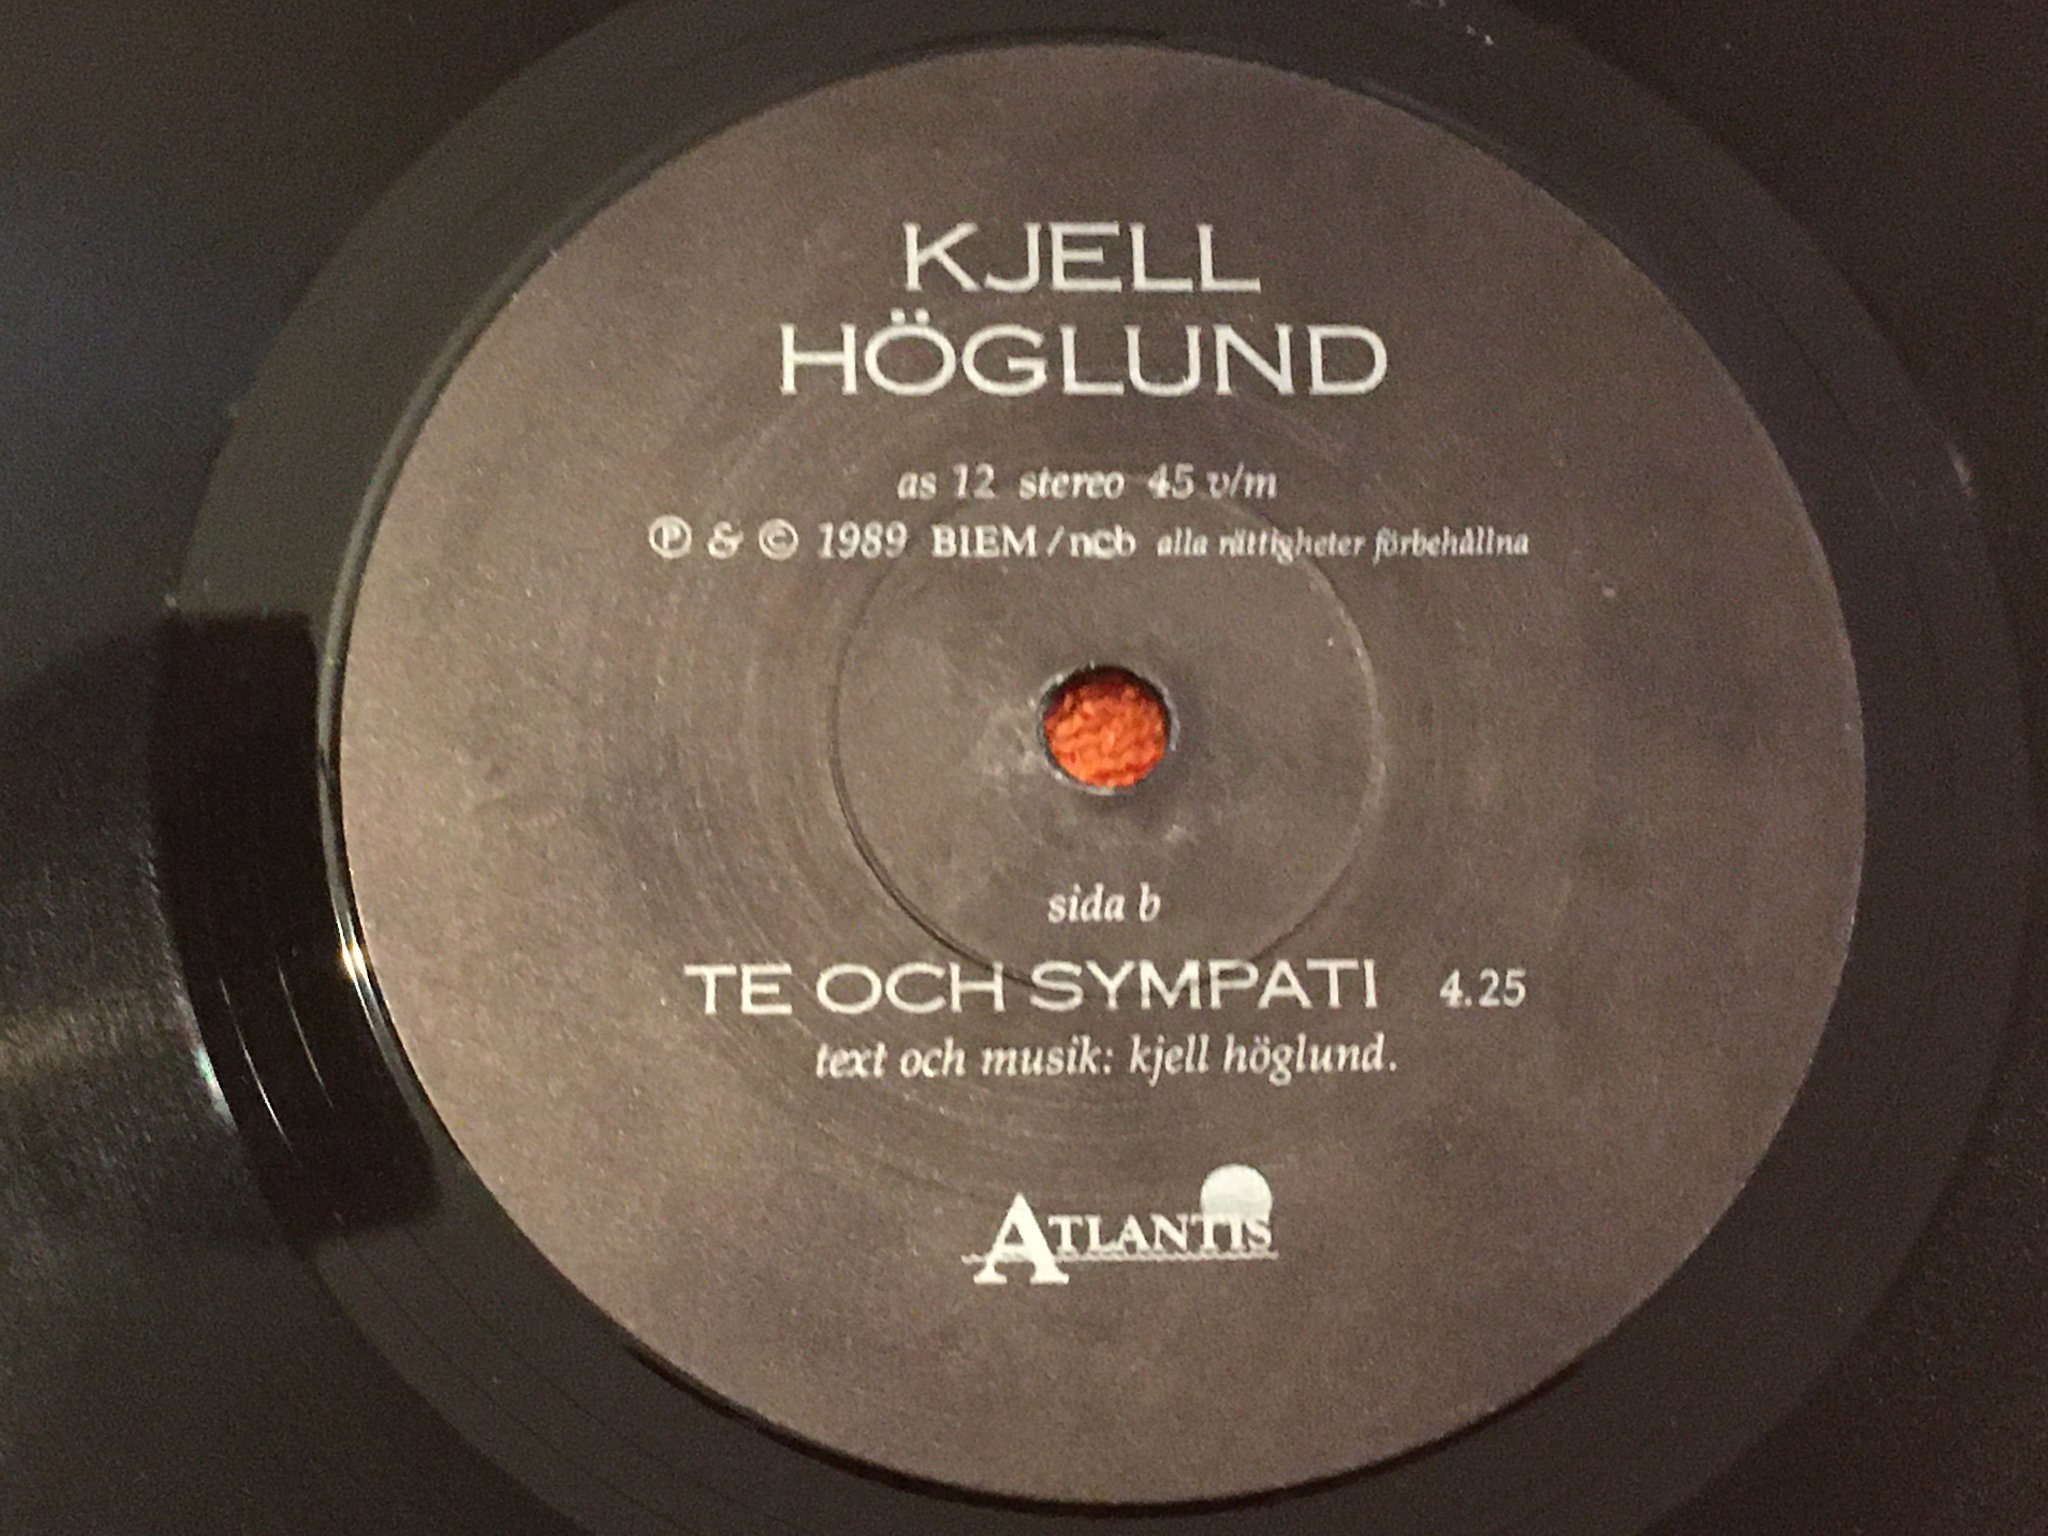 KJELL
HÖGLUND
as 12 stereo 45 v/m
Ⓟ & © 1989 BIEM/ncb alla rättigheter förbehållna
sida b
TE OCH SYMPATI 4.25
text och musik: kjell höglund.
ATLANTIS